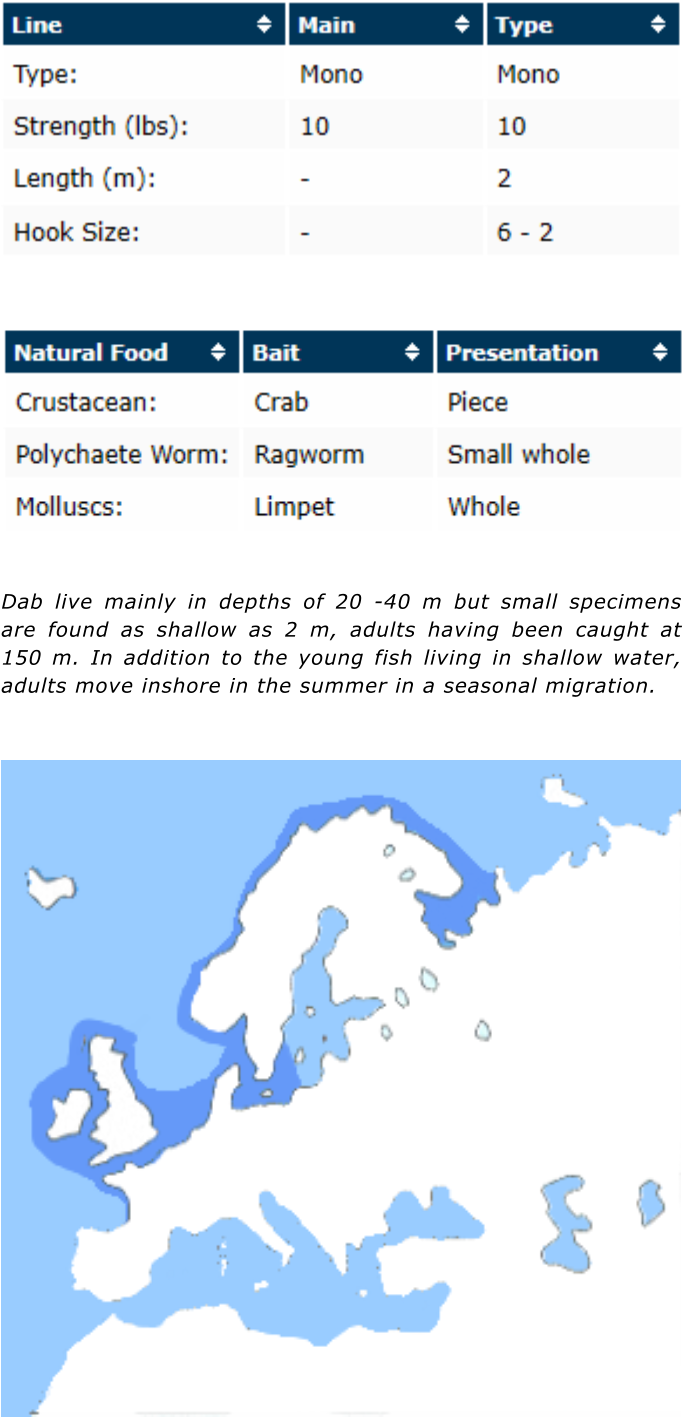 Line Main Type
Type: Mono Mono
Strength (lbs): 10 10
Length (m): - 2
Hook Size: - 6 - 2
Natural Food Bait Presentation
Crustacean: Crab Piece
Polychaete Worm: Ragworm Small whole
Molluscs: Limpet Whole
Dab live mainly in depths of 20 -40 m but small specimens
are found as shallow as 2 m, adults having been caught at
150 m. In addition to the young fish living in shallow water,
adults move inshore in the summer in a seasonal migration.